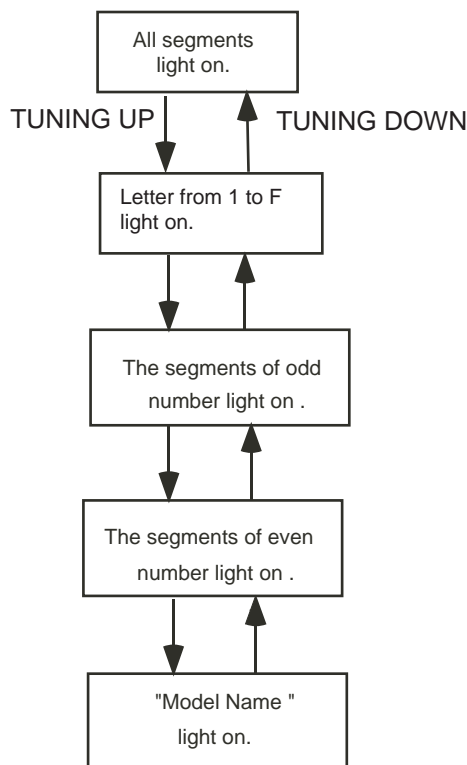 All segments
light on.
TUNING UP
TUNING DOWN
Letter from 1 to F
light on.
The segments of odd
number light on .
The segments of even
number light on .
"Model Name "
light on.